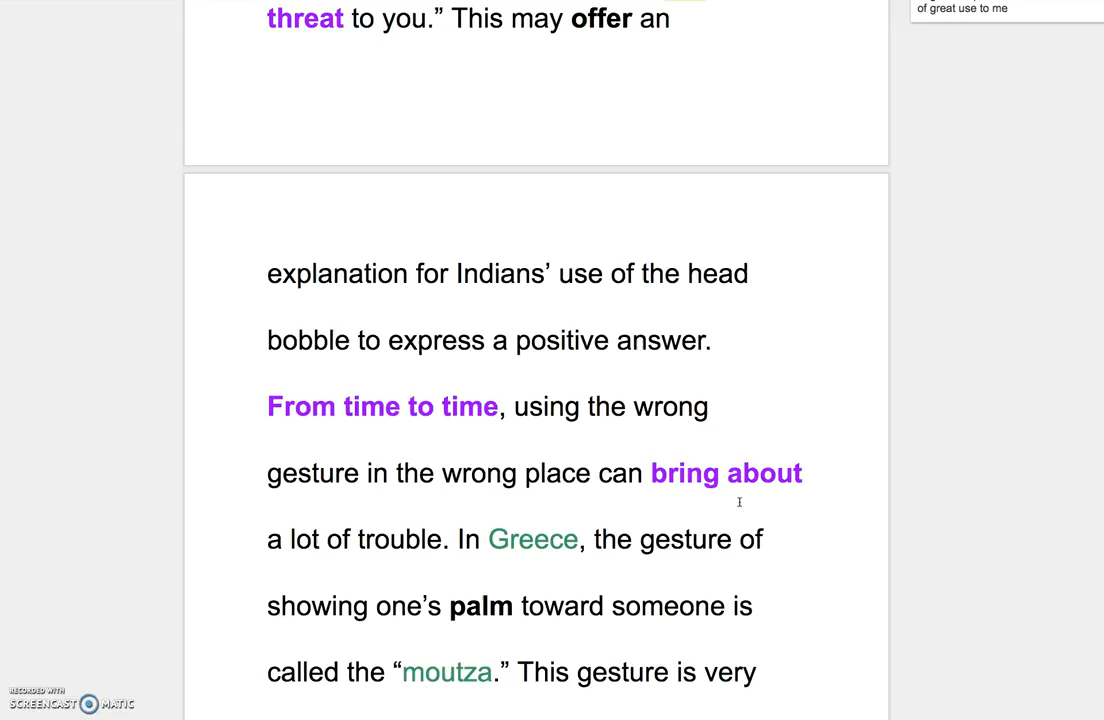 of great use to me
threat to you.” This may offer an
explanation for Indians’ use of the head
bobble to express a positive answer.
From time to time, using the wrong
gesture in the wrong place can bring about
a lot of trouble. In Greece, the gesture of
showing one’s palm toward someone is
called the “moutza.” This gesture is very
RECORDED WITH
SCREENCAST MATIC